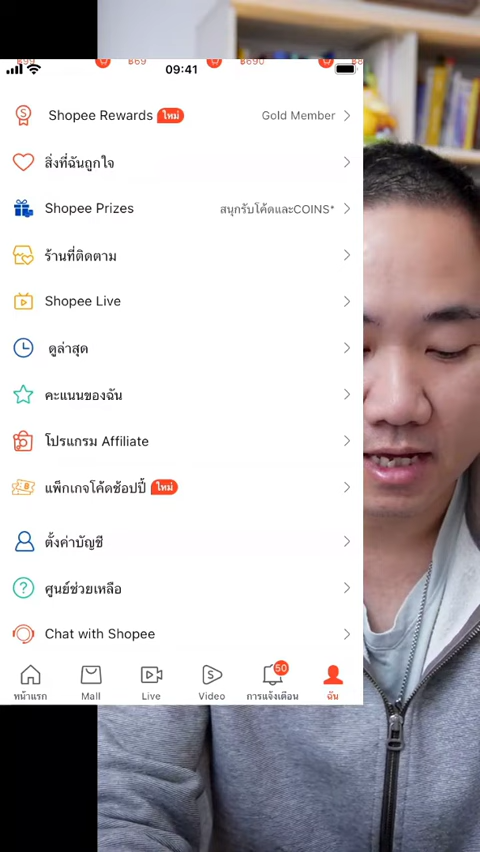 ฿99 ฿69 ฿690 ฿8
09:41
Shopee Rewards ใหม่ Gold Member
สิ่งที่ฉันถูกใจ
Shopee Prizes สนุกรับโค้ดและCOINS*
ร้านที่ติดตาม
Shopee Live
ดูล่าสุด
คะแนนของฉัน
โปรแกรม Affiliate
แพ็กเกจโค้ดช้อปปี้ ใหม่
ตั้งค่าบัญชี
ศูนย์ช่วยเหลือ
Chat with Shopee
50
หน้าแรก Mall Live Video การแจ้งเตือน ฉัน